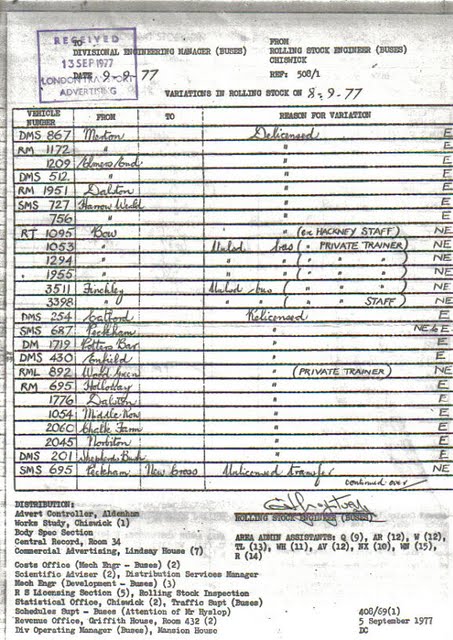 RECEIVED
13 SEP 1977
LONDON TRANSPORT
ADVERTISING
TO
DIVISIONAL ENGINEERING MANAGER (BUSES)
DATE 9-9-77
FROM
ROLLING STOCK ENGINEER (BUSES)
CHISWICK
REF: 508/1
VARIATIONS IN ROLLING STOCK ON 8-9-77
VEHICLE NUMBER FROM TO REASON FOR VARIATION
DMS 867 Merton Delicensed E
RM 1172 " " E
1209 Elmers End " E
DMS 512 " " E
RM 1951 Dalston " E
SMS 727 Harrow Weald " E
756 " " E
RT 1095 Bow " (ex HACKNEY STAFF) NE
1053 " Unlsd bus (" PRIVATE TRAINER) NE
1294 " " " ( " " " ) NE
1955 " " " ( " " " ) NE
3511 Finchley Unlsd bus ( " " " ) NE
3398 " " " ( " " STAFF) NE
DMS 254 Catford Relicensed E
SMS 687 Peckham " NE & E
DM 1719 Potters Bar " E
DMS 430 Enfield " E
RML 892 Wood Green " (PRIVATE TRAINER) NE
RM 695 Holloway " E
1776 Dalston " E
1054 Middle Row " E
2060 Chalk Farm " E
2045 Norbiton " E
DMS 201 Shepherds Bush " E
SMS 695 Peckham New Cross Unlicensed transfer NE
continued over
ROLLING STOCK ENGINEER (BUSES)
DISTRIBUTION:
Advert Controller, Aldenham
Works Study, Chiswick (1)
Body Spec Section
Central Record, Room 34
Commercial Advertising, Lindsay House (7)
AREA ADMIN ASSISTANTS: Q (9), AR (12), W (12),
TL (13), WH (11), AV (12), NX (10), WN (15),
R (14)
Costs Office (Mech Engr - Buses) (2)
Scientific Adviser (2), Distribution Services Manager
Mech Engr (Development - Buses) (3)
R S Licensing Section (5), Rolling Stock Inspection
Statistical Office, Chiswick (2), Traffic Supt (Buses)
Schedules Supt - Buses (Attention of Mr Hyslop)
Revenue Office, Griffith House, Room 432 (2)
Div Operating Manager (Buses), Mansion House
408/69(1)
5 September 1977
DC